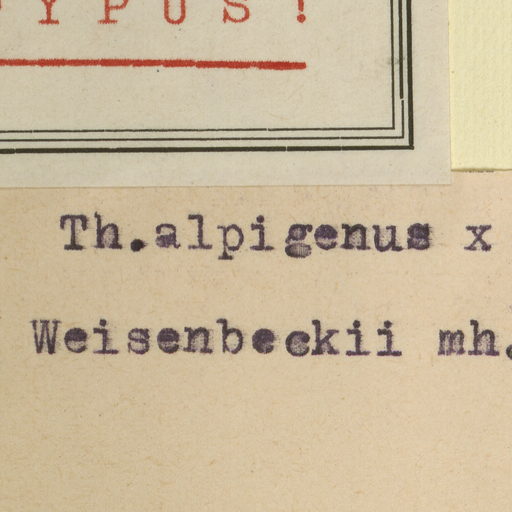 YPUS!
Th.alpigenus x
Weisenbeckii mh.